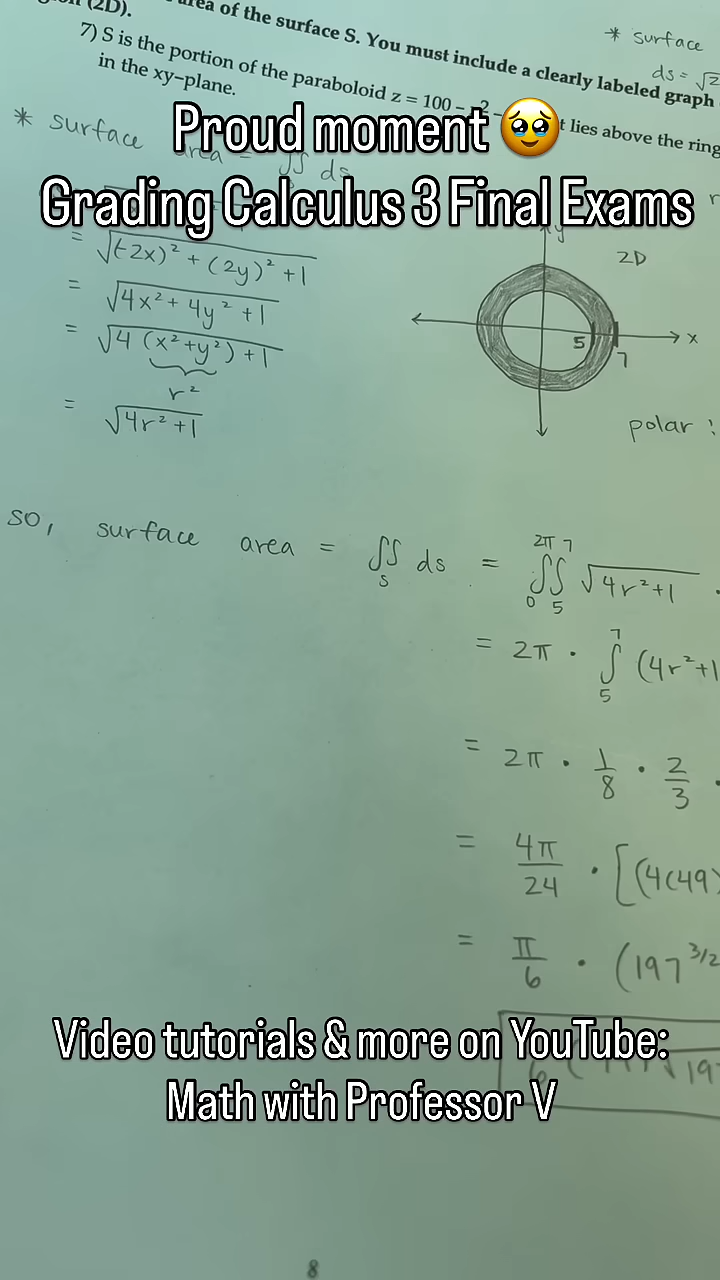 (2D).
area of the surface S. You must include a clearly labeled graph
7) S is the portion of the paraboloid z = 100 - 2 - t lies above the ring
in the xy-plane.
* surface
ds = √z
* surface area = ∬ ds
Proud moment 🥹
Grading Calculus 3 Final Exams
= √(-2x)² + (2y)² + 1
= √4x² + 4y² + 1
= √4 (x² + y²) + 1
r²
= √4r² + 1
y
2D
x
5
7
polar :
so, surface area = ∬ₛ ds = ∫₀^2π ∫₅^7 √4r²+1 ·
= 2π · ∫₅^7 (4r²+1
= 2π · 1/8 · 2/3 ·
= 4π/24 · [(4(49)
= π/6 · (197^3/2
Video tutorials & more on YouTube:
Math with Professor V
8